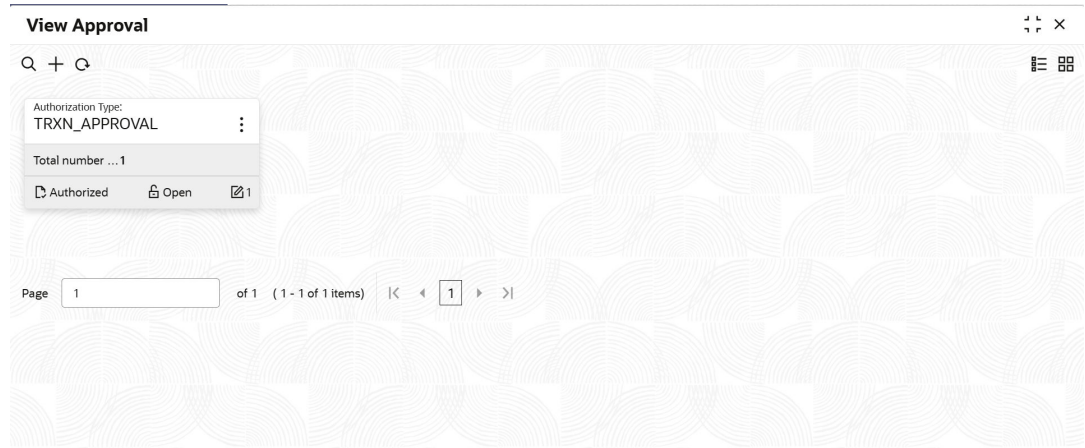 View Approval
Authorization Type:
TRXN_APPROVAL
Total number ...1
Authorized Open 1
Page 1 of 1 ( 1 - 1 of 1 items) 1